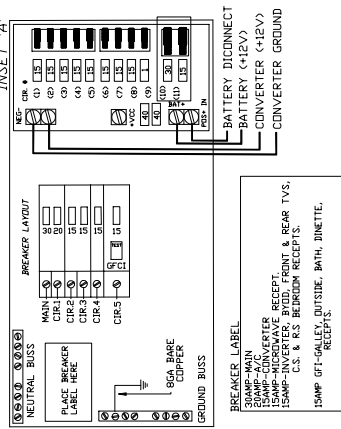 INSET "A"
CIR. #
(1) 15
(2) 15
(3) 15
(4) 15
(5) 15
(6) 15
(7) 15
(8) 15
(9)
(10) 30
(11) 15
NEG-
+VCC
40
40
BAT+
POS+ IN
BATTERY DICONNECT
BATTERY (+12V)
CONVERTER (+12V)
CONVERTER GROUND
BREAKER LAYOUT
MAIN 30
CIR.1 20
CIR.2 15
CIR.3 15
CIR.4 15
CIR.5 GFCI TEST 15
NEUTRAL BUSS
PLACE BREAKER
LABEL HERE
8GA BARE
COPPER
GROUND BUSS
BREAKER LABEL
30AMP-MAIN
20AMP-A/C
15AMP-CONVERTER
15AMP-MICROWAVE RECEPT.
15AMP-INVERTER, BYOD, FRONT & REAR TVS,
C.S. & R.S BEDROOM RECEPTS.
15AMP GFI-GALLEY, OUTSIDE, BATH, DINETTE,
RECEPTS.